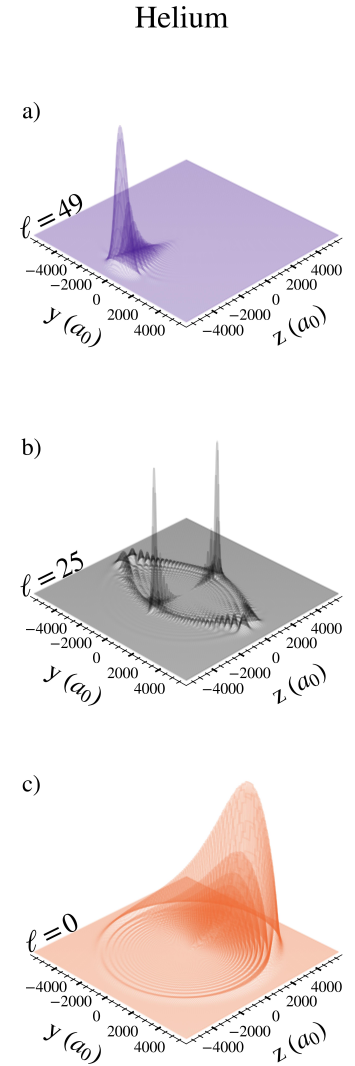 Helium
a)
ℓ=49
−4000
−2000
0
2000
4000
y (a₀)
−4000
−2000
0
2000
4000
z (a₀)
b)
ℓ=25
−4000
−2000
0
2000
4000
y (a₀)
−4000
−2000
0
2000
4000
z (a₀)
c)
ℓ=0
−4000
−2000
0
2000
4000
y (a₀)
−4000
−2000
0
2000
4000
z (a₀)